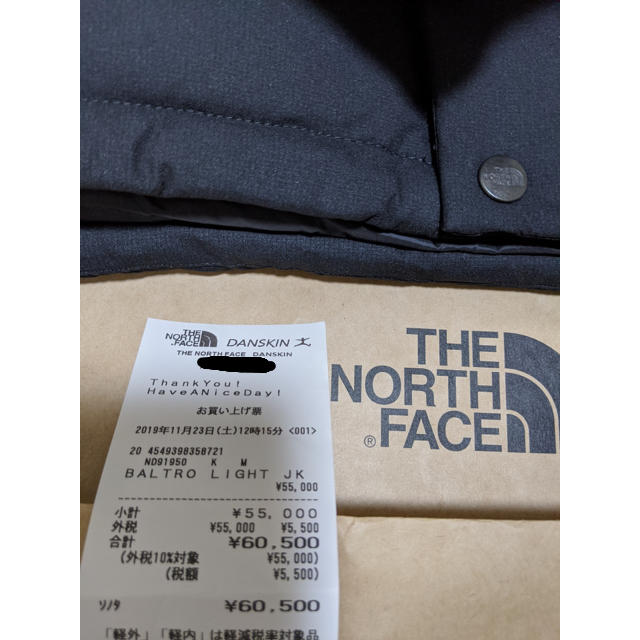 THE NORTH FACE
THE
NORTH
FACE
®
THE
NORTH
FACE
DANSKIN
THE NORTH FACE DANSKIN
ThankYou!
HaveANiceDay!
お買い上げ票
2019年11月23日(土)12時15分 <001>
20 4549398358721
ND91950 K M
BALTRO LIGHT JK
¥55,000
小計 ¥55,000
外税 ¥55,000 ¥5,500
合計 ¥60,500
(外税10%対象 ¥55,000)
(税額 ¥5,500)
ソノタ ¥60,500
「軽外」「軽内」は軽減税率対象品